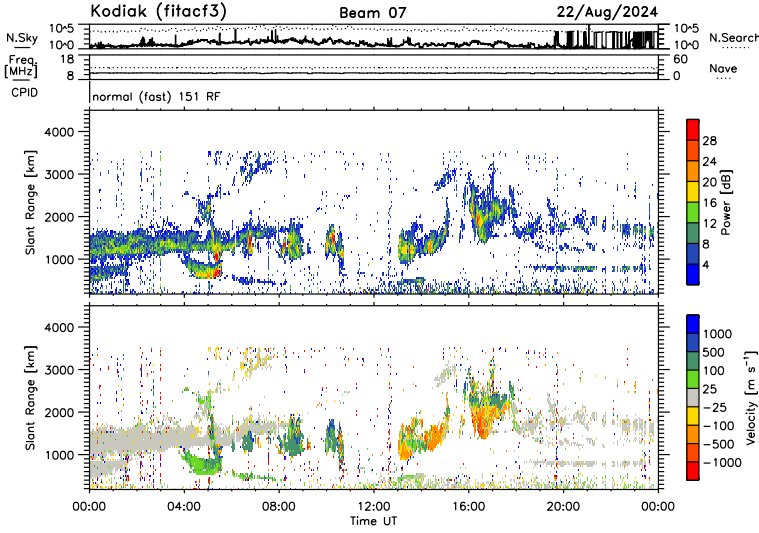 Kodiak (fitacf3) Beam 07 22/Aug/2024
N.Sky 10^5 10^0 10^5 10^0 N.Search
Freq. [MHz] 18 8 60 0 Nave
CPID normal (fast) 151 RF
Slant Range [km] 4000 3000 2000 1000
Power [dB] 28 24 20 16 12 8 4
Slant Range [km] 4000 3000 2000 1000
Velocity [m s^-1] 1000 500 100 25 -25 -100 -500 -1000
00:00 04:00 08:00 12:00 16:00 20:00 00:00
Time UT